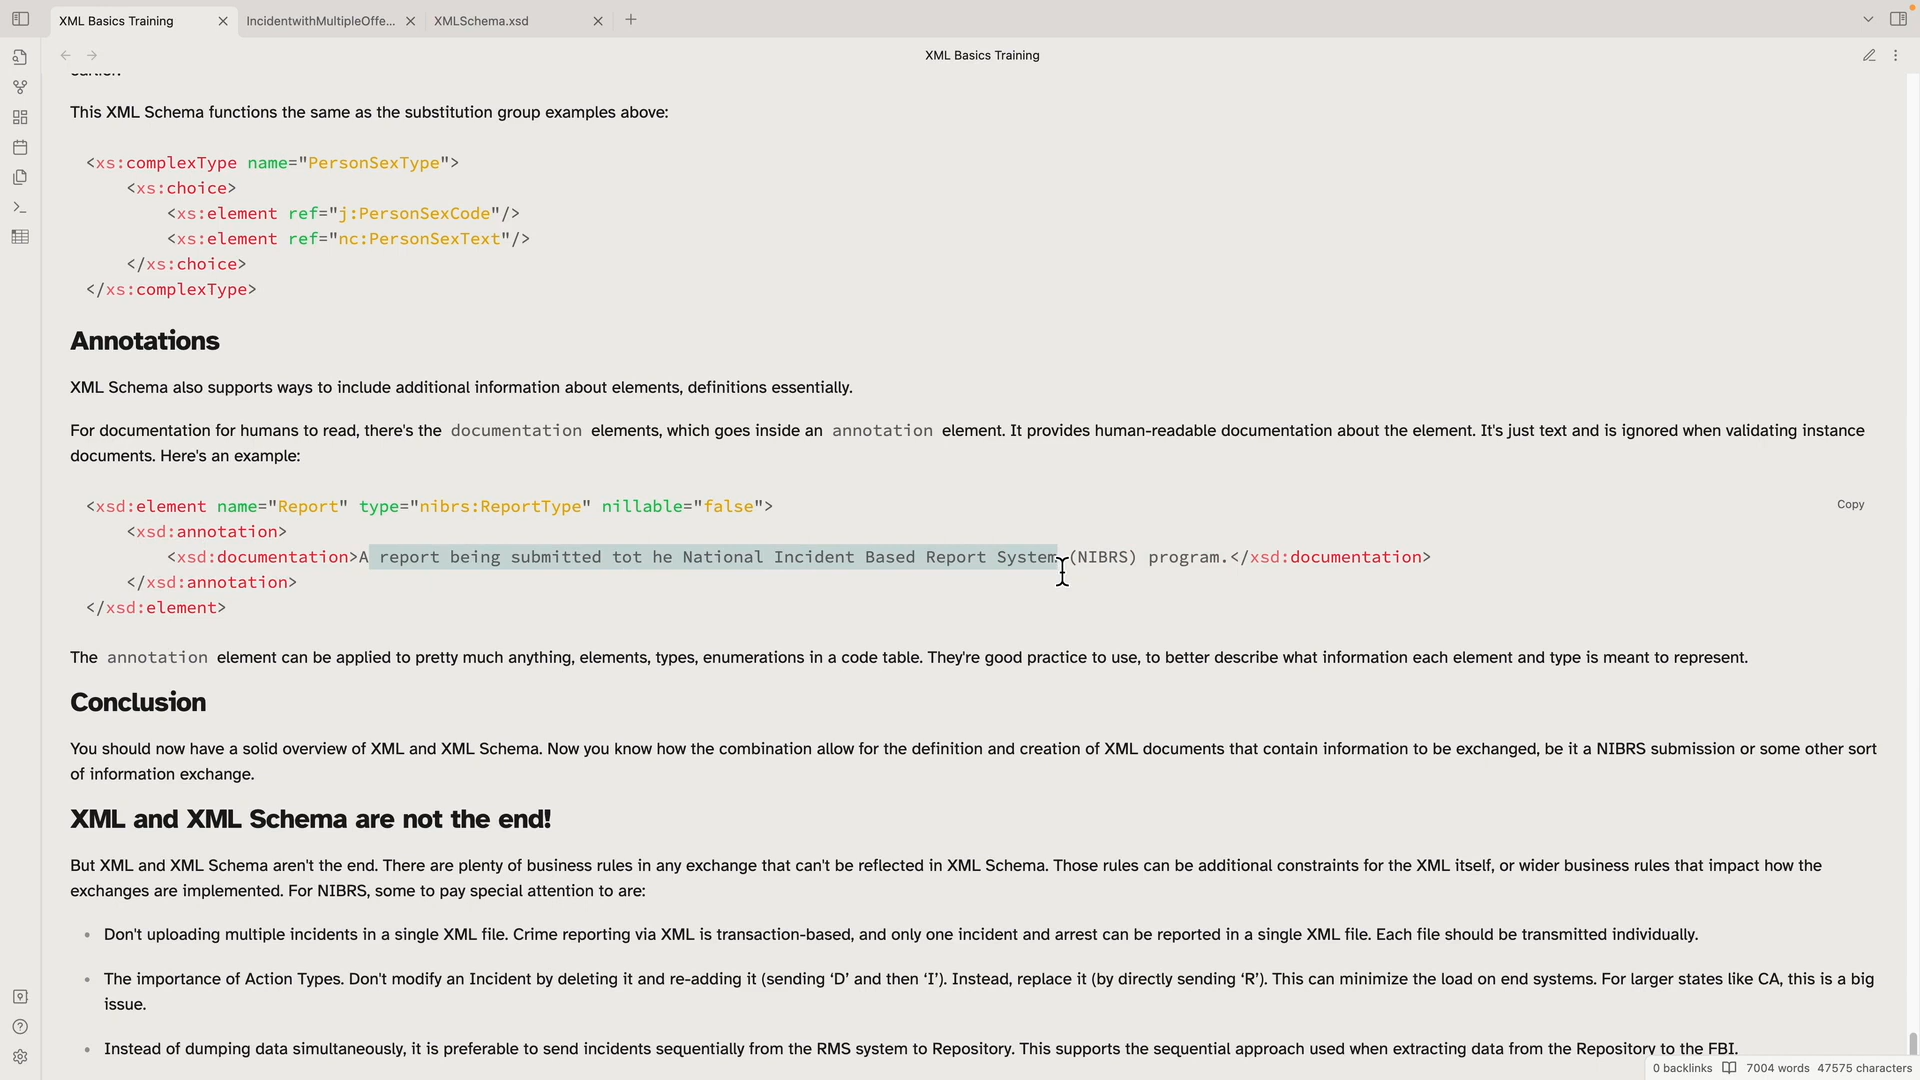 XML Basics Training
IncidentwithMultipleOffe...
XMLSchema.xsd
XML Basics Training
earlier.
This XML Schema functions the same as the substitution group examples above:
<xs:complexType name="PersonSexType">
<xs:choice>
<xs:element ref="j:PersonSexCode"/>
<xs:element ref="nc:PersonSexText"/>
</xs:choice>
</xs:complexType>
Annotations
XML Schema also supports ways to include additional information about elements, definitions essentially.
For documentation for humans to read, there's the documentation elements, which goes inside an annotation element. It provides human-readable documentation about the element. It's just text and is ignored when validating instance
documents. Here's an example:
<xsd:element name="Report" type="nibrs:ReportType" nillable="false">
Copy
<xsd:annotation>
<xsd:documentation>A report being submitted tot he National Incident Based Report System (NIBRS) program.</xsd:documentation>
</xsd:annotation>
</xsd:element>
The annotation element can be applied to pretty much anything, elements, types, enumerations in a code table. They're good practice to use, to better describe what information each element and type is meant to represent.
Conclusion
You should now have a solid overview of XML and XML Schema. Now you know how the combination allow for the definition and creation of XML documents that contain information to be exchanged, be it a NIBRS submission or some other sort
of information exchange.
XML and XML Schema are not the end!
But XML and XML Schema aren't the end. There are plenty of business rules in any exchange that can't be reflected in XML Schema. Those rules can be additional constraints for the XML itself, or wider business rules that impact how the
exchanges are implemented. For NIBRS, some to pay special attention to are:
• Don't uploading multiple incidents in a single XML file. Crime reporting via XML is transaction-based, and only one incident and arrest can be reported in a single XML file. Each file should be transmitted individually.
• The importance of Action Types. Don't modify an Incident by deleting it and re-adding it (sending ‘D’ and then ‘I’). Instead, replace it (by directly sending ‘R’). This can minimize the load on end systems. For larger states like CA, this is a big
issue.
• Instead of dumping data simultaneously, it is preferable to send incidents sequentially from the RMS system to Repository. This supports the sequential approach used when extracting data from the Repository to the FBI.
0 backlinks 7004 words 47575 characters